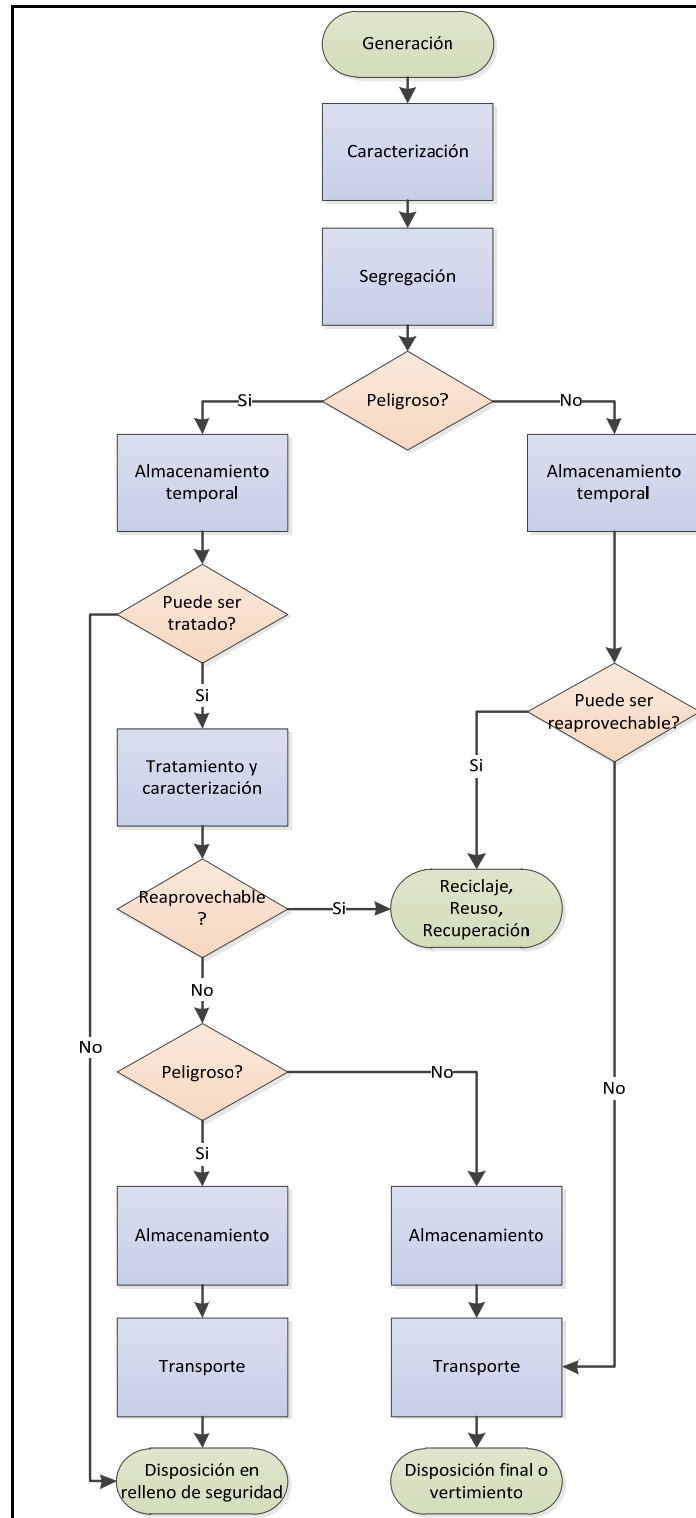 Generación
Caracterización
Segregación
Peligroso?
Si
No
Almacenamiento
temporal
Almacenamiento
temporal
Puede ser
tratado?
Si
Puede ser
reaprovechable?
Tratamiento y
caracterización
Si
Reaprovechable
?
Si
Reciclaje,
Reuso,
Recuperación
No
No
Peligroso?
No
No
Si
Almacenamiento
Almacenamiento
Transporte
Transporte
Disposición en
relleno de seguridad
Disposición final o
vertimiento